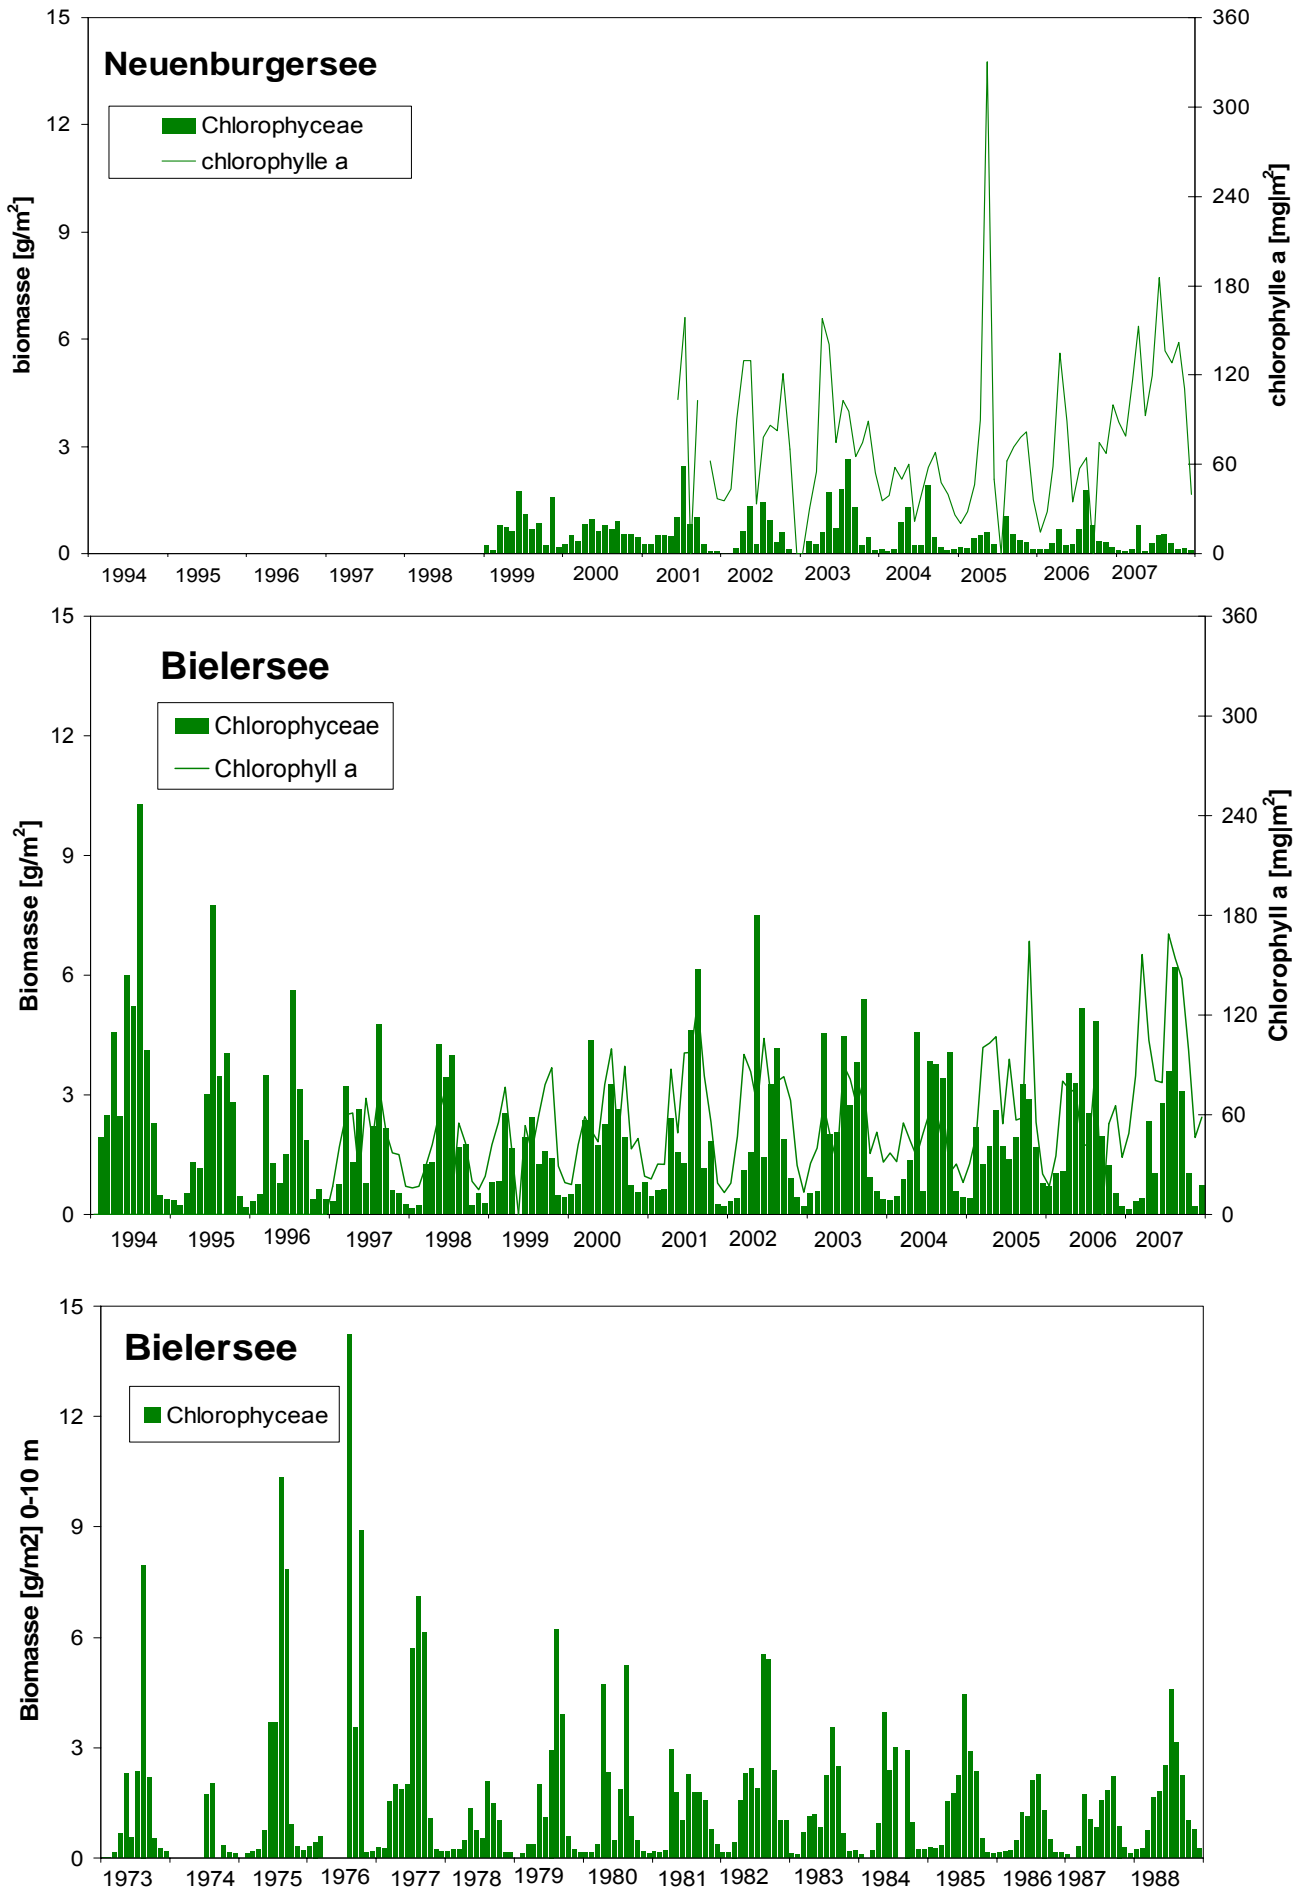 Neuenburgersee
Chlorophyceae
chlorophylle a
biomasse [g/m²]
chlorophylle a [mg|m²]
15
12
9
6
3
0
360
300
240
180
120
60
0
1994 1995 1996 1997 1998 1999 2000 2001 2002 2003 2004 2005 2006 2007
Bielersee
Chlorophyceae
Chlorophyll a
Biomasse [g/m²]
Chlorophyll a [mg|m²]
15
12
9
6
3
0
360
300
240
180
120
60
0
1994 1995 1996 1997 1998 1999 2000 2001 2002 2003 2004 2005 2006 2007
Bielersee
Chlorophyceae
Biomasse [g/m2] 0-10 m
15
12
9
6
3
0
1973 1974 1975 1976 1977 1978 1979 1980 1981 1982 1983 1984 1985 1986 1987 1988